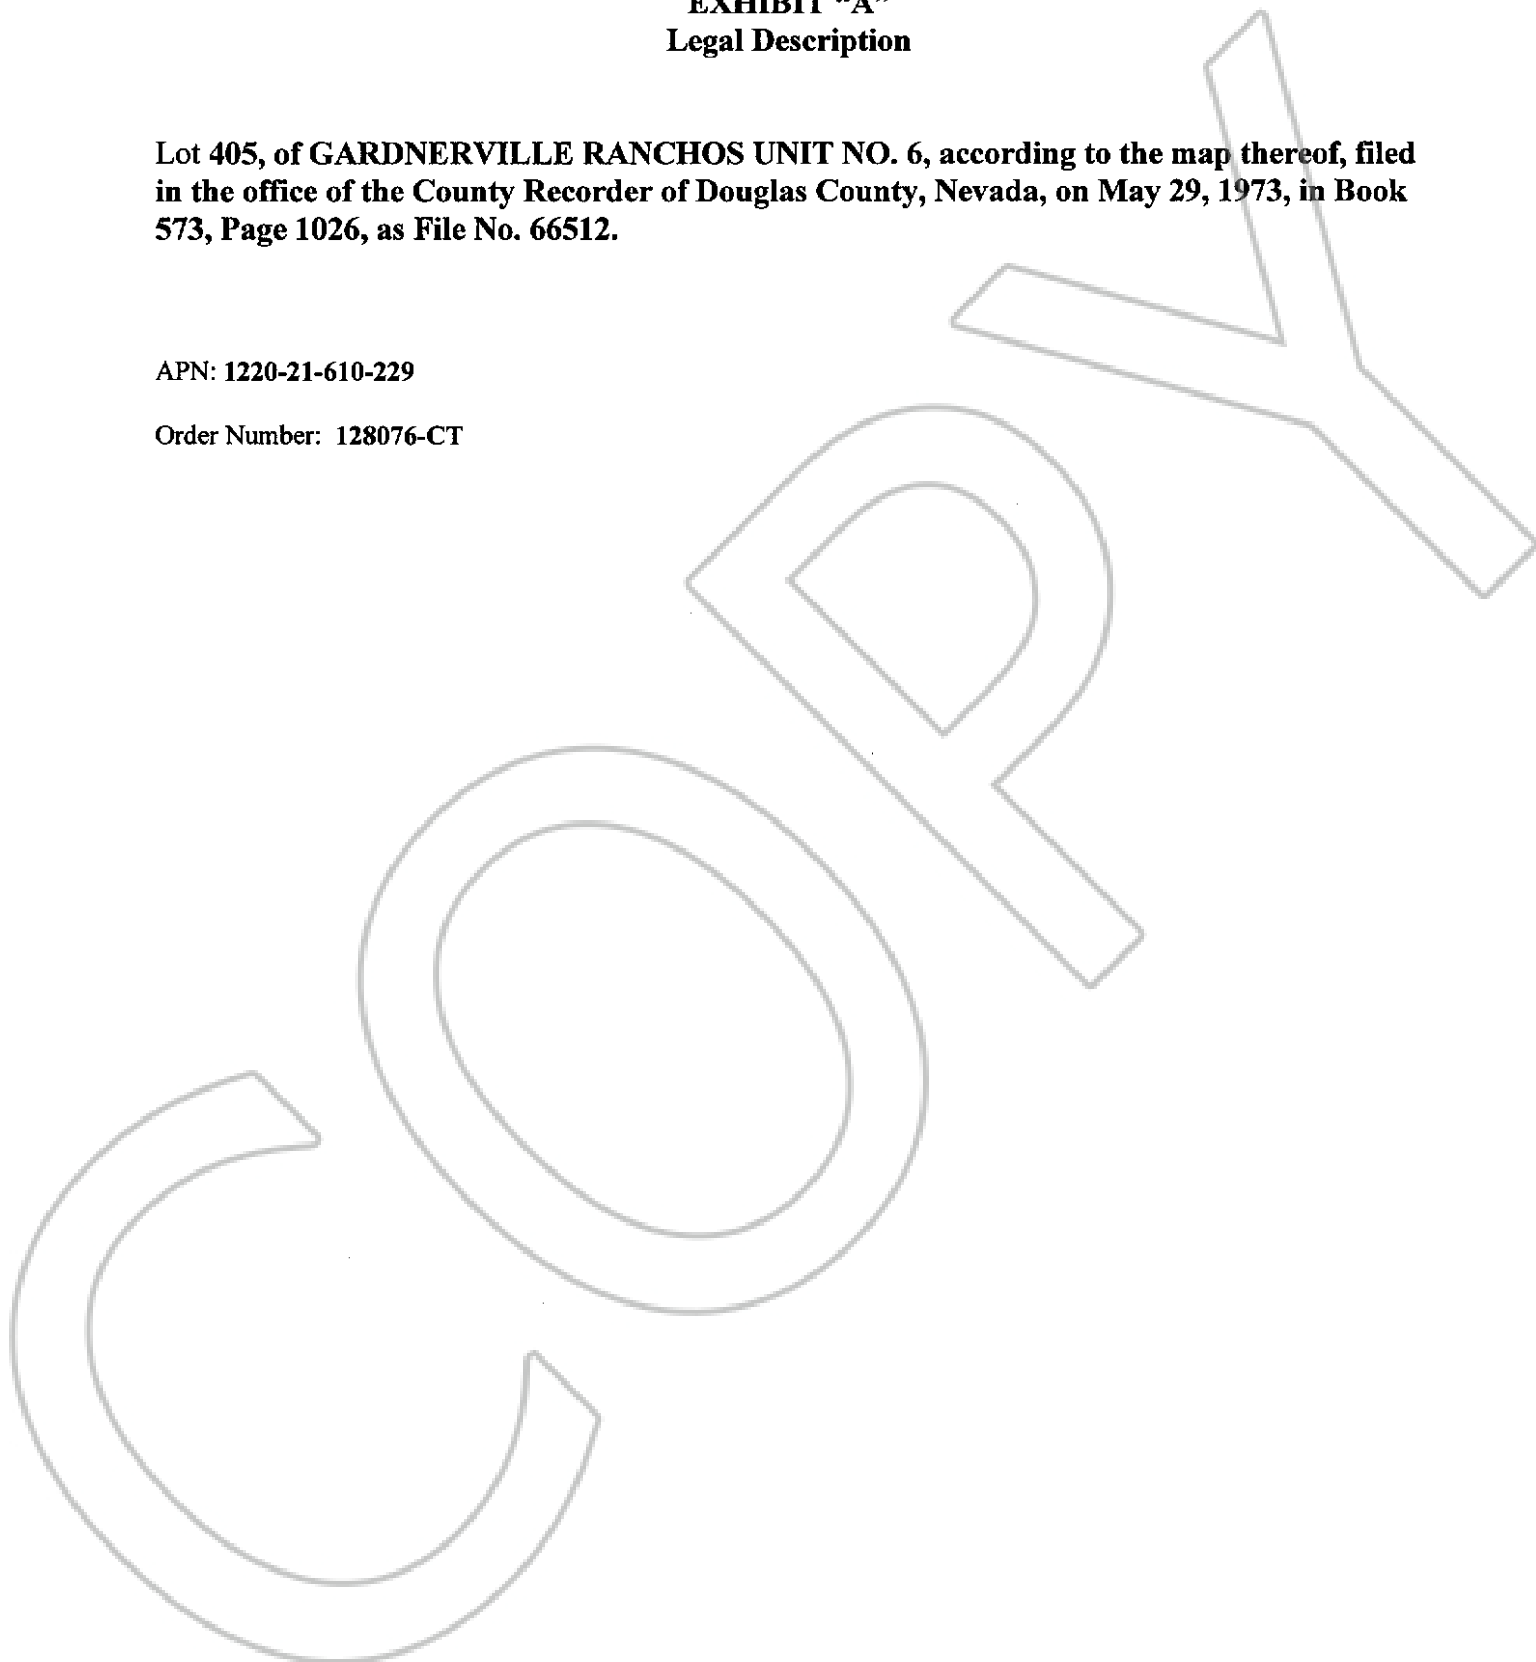 EXHIBIT “A”
Legal Description
Lot 405, of GARDNERVILLE RANCHOS UNIT NO. 6, according to the map thereof, filed
in the office of the County Recorder of Douglas County, Nevada, on May 29, 1973, in Book
573, Page 1026, as File No. 66512.
APN: 1220-21-610-229
Order Number: 128076-CT
COPY